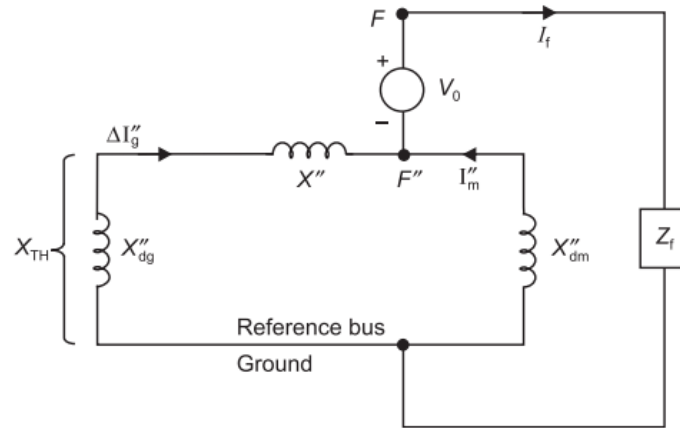 F
I_f
+
V_0
−
ΔI″_g
X″
F″
I″_m
X_TH
X″_dg
X″_dm
Z_f
Reference bus
Ground